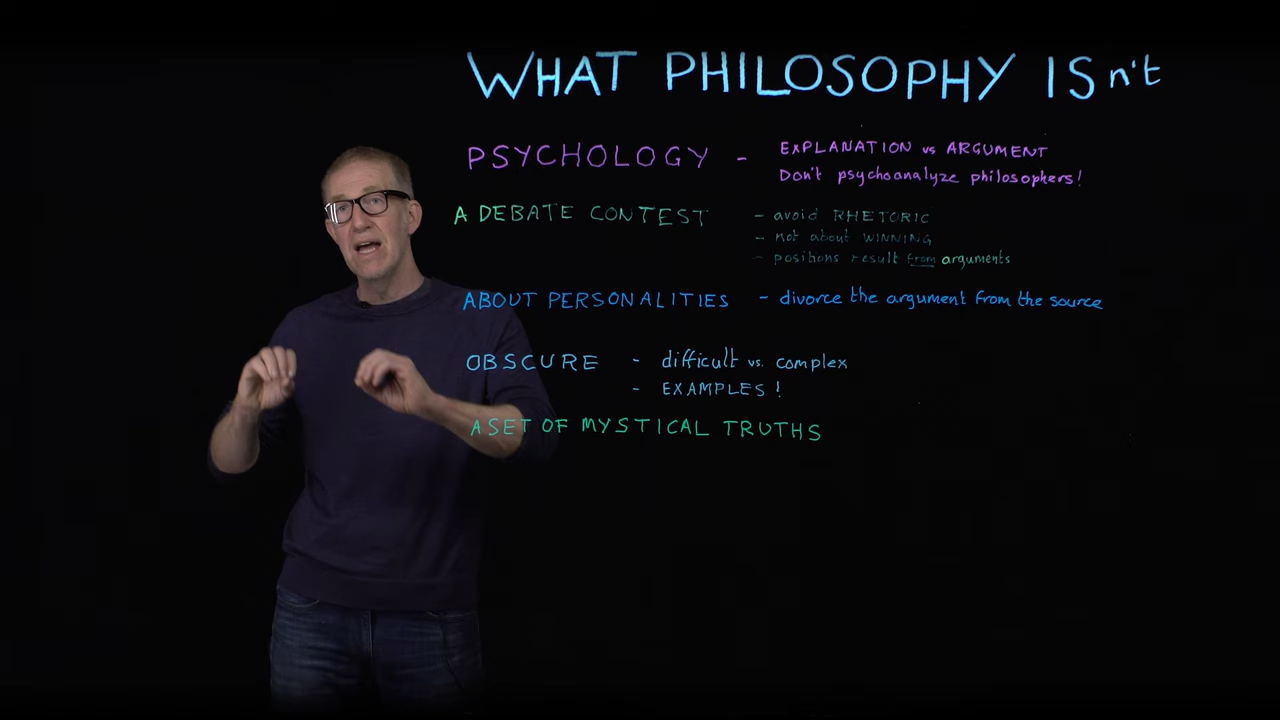 WHAT PHILOSOPHY ISn't
PSYCHOLOGY - EXPLANATION vs ARGUMENT
Don't psychoanalyze philosophers!
A DEBATE CONTEST - avoid RHETORIC
- not about WINNING
- positions result from arguments
ABOUT PERSONALITIES - divorce the argument from the source
OBSCURE - difficult vs. complex
- EXAMPLES!
A SET OF MYSTICAL TRUTHS